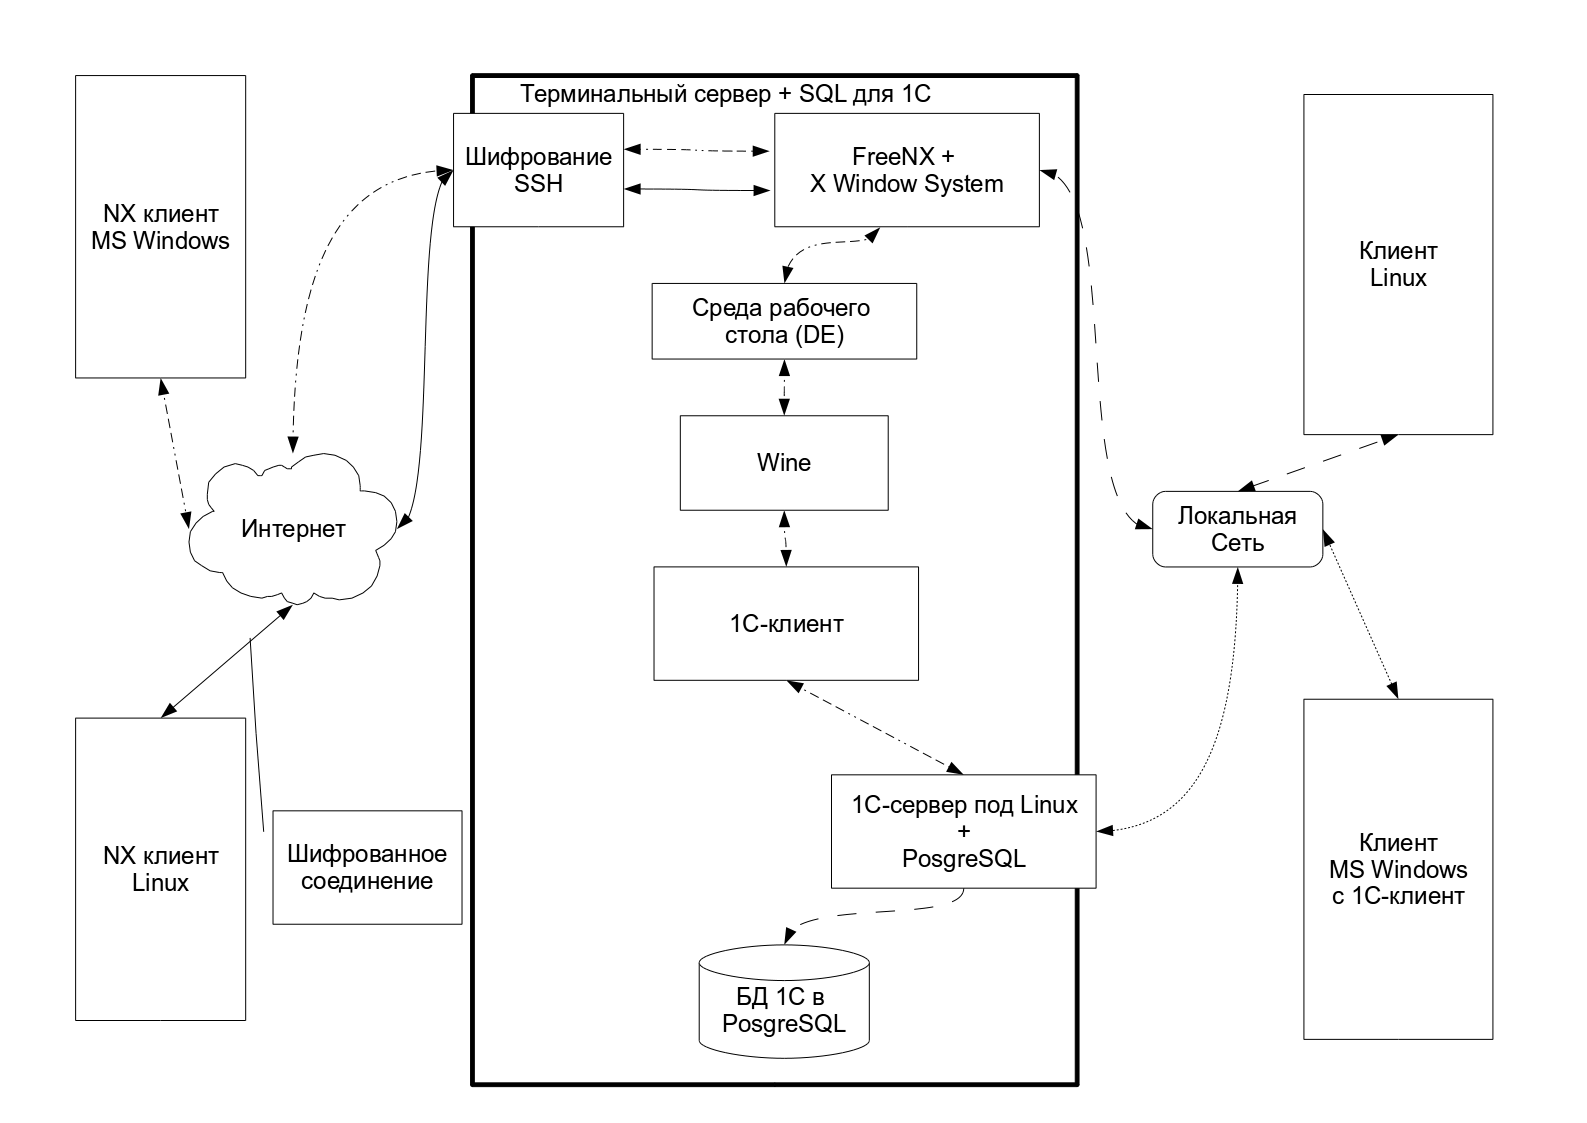 Терминальный сервер + SQL для 1С
Шифрование
SSH
FreeNX +
X Window System
NX клиент
MS Windows
Клиент
Linux
Среда рабочего
стола (DE)
Wine
Интернет
Локальная
Сеть
1С-клиент
1С-сервер под Linux
+
PosgreSQL
NX клиент
Linux
Шифрованное
соединение
Клиент
MS Windows
с 1С-клиент
БД 1С в
PosgreSQL